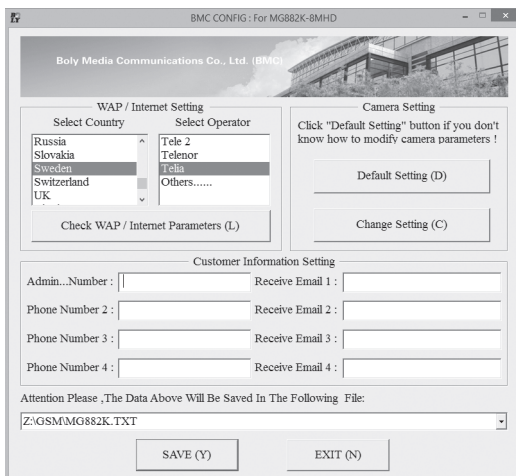 BMC CONFIG : For MG882K-8MHD
Boly Media Communications Co., Ltd. (BMC)
WAP / Internet Setting
Select Country
Select Operator
Russia
Slovakia
Sweden
Switzerland
UK
Tele 2
Telenor
Telia
Others......
Check WAP / Internet Parameters (L)
Camera Setting
Click "Default Setting" button if you don't
know how to modify camera parameters !
Default Setting (D)
Change Setting (C)
Customer Information Setting
Admin...Number :
Receive Email 1 :
Phone Number 2 :
Receive Email 2 :
Phone Number 3 :
Receive Email 3 :
Phone Number 4 :
Receive Email 4 :
Attention Please ,The Data Above Will Be Saved In The Following File:
Z:\GSM\MG882K.TXT
SAVE (Y)
EXIT (N)